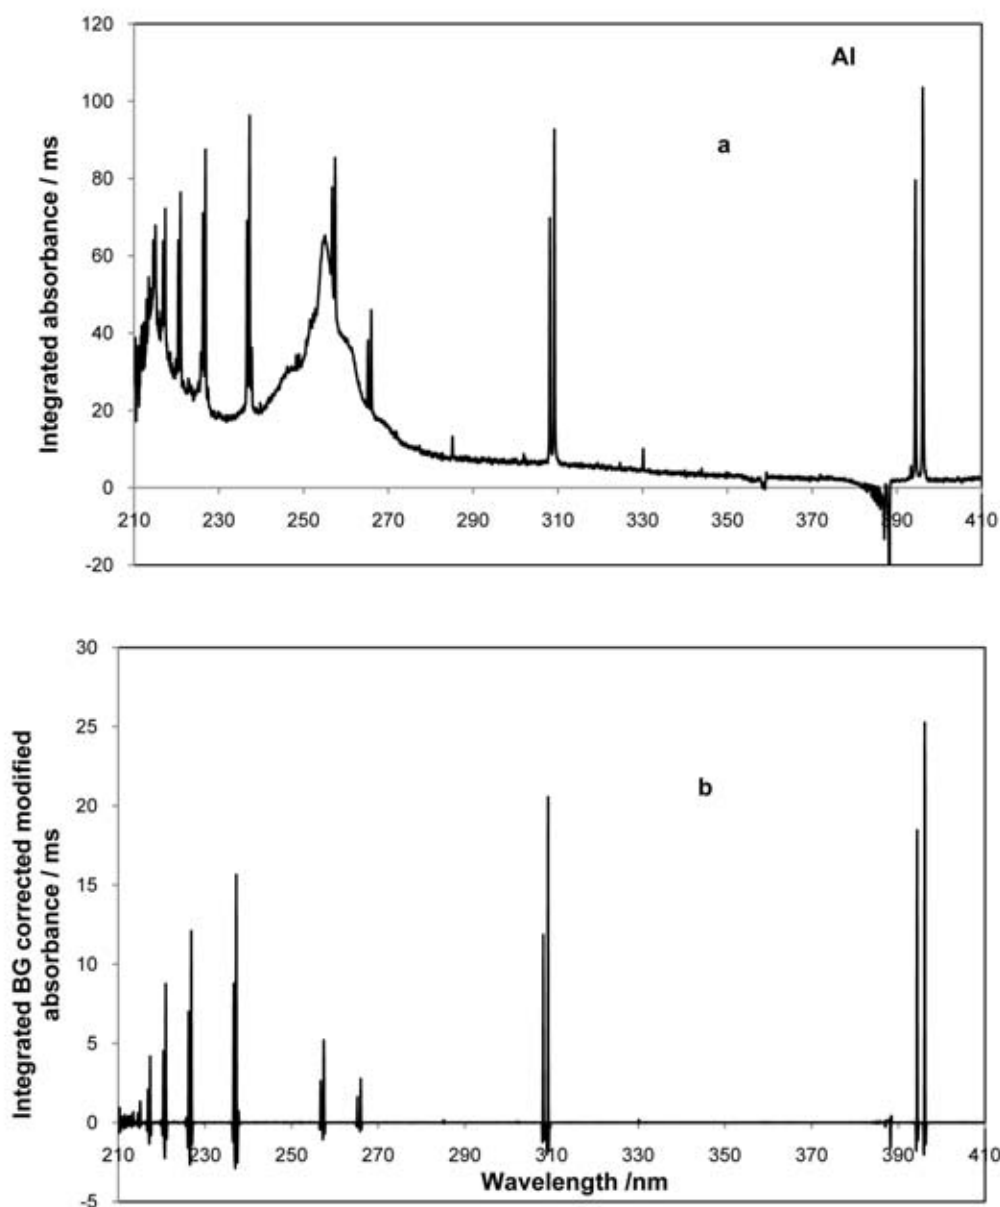 120
Al
100
a
80
60
40
20
0
-20
210 230 250 270 290 310 330 350 370 390 410
Integrated absorbance / ms
30
25
b
20
15
10
5
0
-5
210 230 250 270 290 310 330 350 370 390 410
Integrated BG corrected modified
absorbance / ms
Wavelength /nm